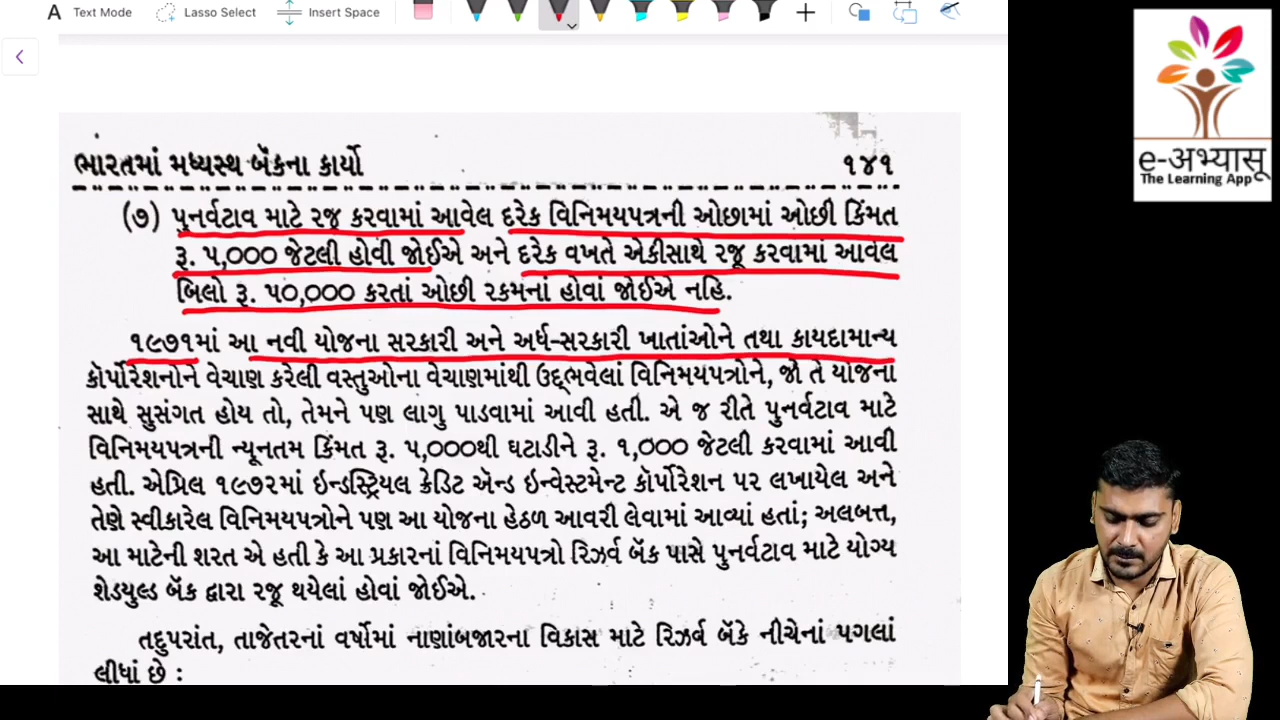 Text Mode
Lasso Select
Insert Space
ભારતમાં મધ્યસ્થ બૅંકના કાર્યો ૧૪૧
(૭) પુનર્વટાવ માટે રજૂ કરવામાં આવેલ દરેક વિનિમયપત્રની ઓછામાં ઓછી કિંમત
રૂ. ૫,૦૦૦ જેટલી હોવી જોઈએ અને દરેક વખતે એકીસાથે રજૂ કરવામાં આવેલ
બિલો રૂ. ૫૦,૦૦૦ કરતાં ઓછી રકમનાં હોવાં જોઈએ નહિ.
૧૯૭૧માં આ નવી યોજના સરકારી અને અર્ધ-સરકારી ખાતાંઓને તથા કાયદામાન્ય
કૉર્પોરેશનોને વેચાણ કરેલી વસ્તુઓના વેચાણમાંથી ઉદ્ભવેલાં વિનિમયપત્રોને, જો તે યોજના
સાથે સુસંગત હોય તો, તેમને પણ લાગુ પાડવામાં આવી હતી. એ જ રીતે પુનર્વટાવ માટે
વિનિમયપત્રની ન્યૂનતમ કિંમત રૂ. ૫,૦૦૦થી ઘટાડીને રૂ. ૧,૦૦૦ જેટલી કરવામાં આવી
હતી. એપ્રિલ ૧૯૭૨માં ઇન્ડસ્ટ્રિયલ ક્રેડિટ ઍન્ડ ઇન્વેસ્ટમેન્ટ કૉર્પોરેશન પર લખાયેલ અને
તેણે સ્વીકારેલ વિનિમયપત્રોને પણ આ યોજના હેઠળ આવરી લેવામાં આવ્યાં હતાં; અલબત્ત,
આ માટેની શરત એ હતી કે આ પ્રકારનાં વિનિમયપત્રો રિઝર્વ બૅંક પાસે પુનર્વટાવ માટે યોગ્ય
શેડયુલ્ડ બૅંક દ્વારા રજૂ થયેલાં હોવાં જોઈએ.
તદુપરાંત, તાજેતરનાં વર્ષોમાં નાણાંબજારના વિકાસ માટે રિઝર્વ બૅંકે નીચેનાં પગલાં
લીધાં છે :
e-અભ્યાસૂ
The Learning App